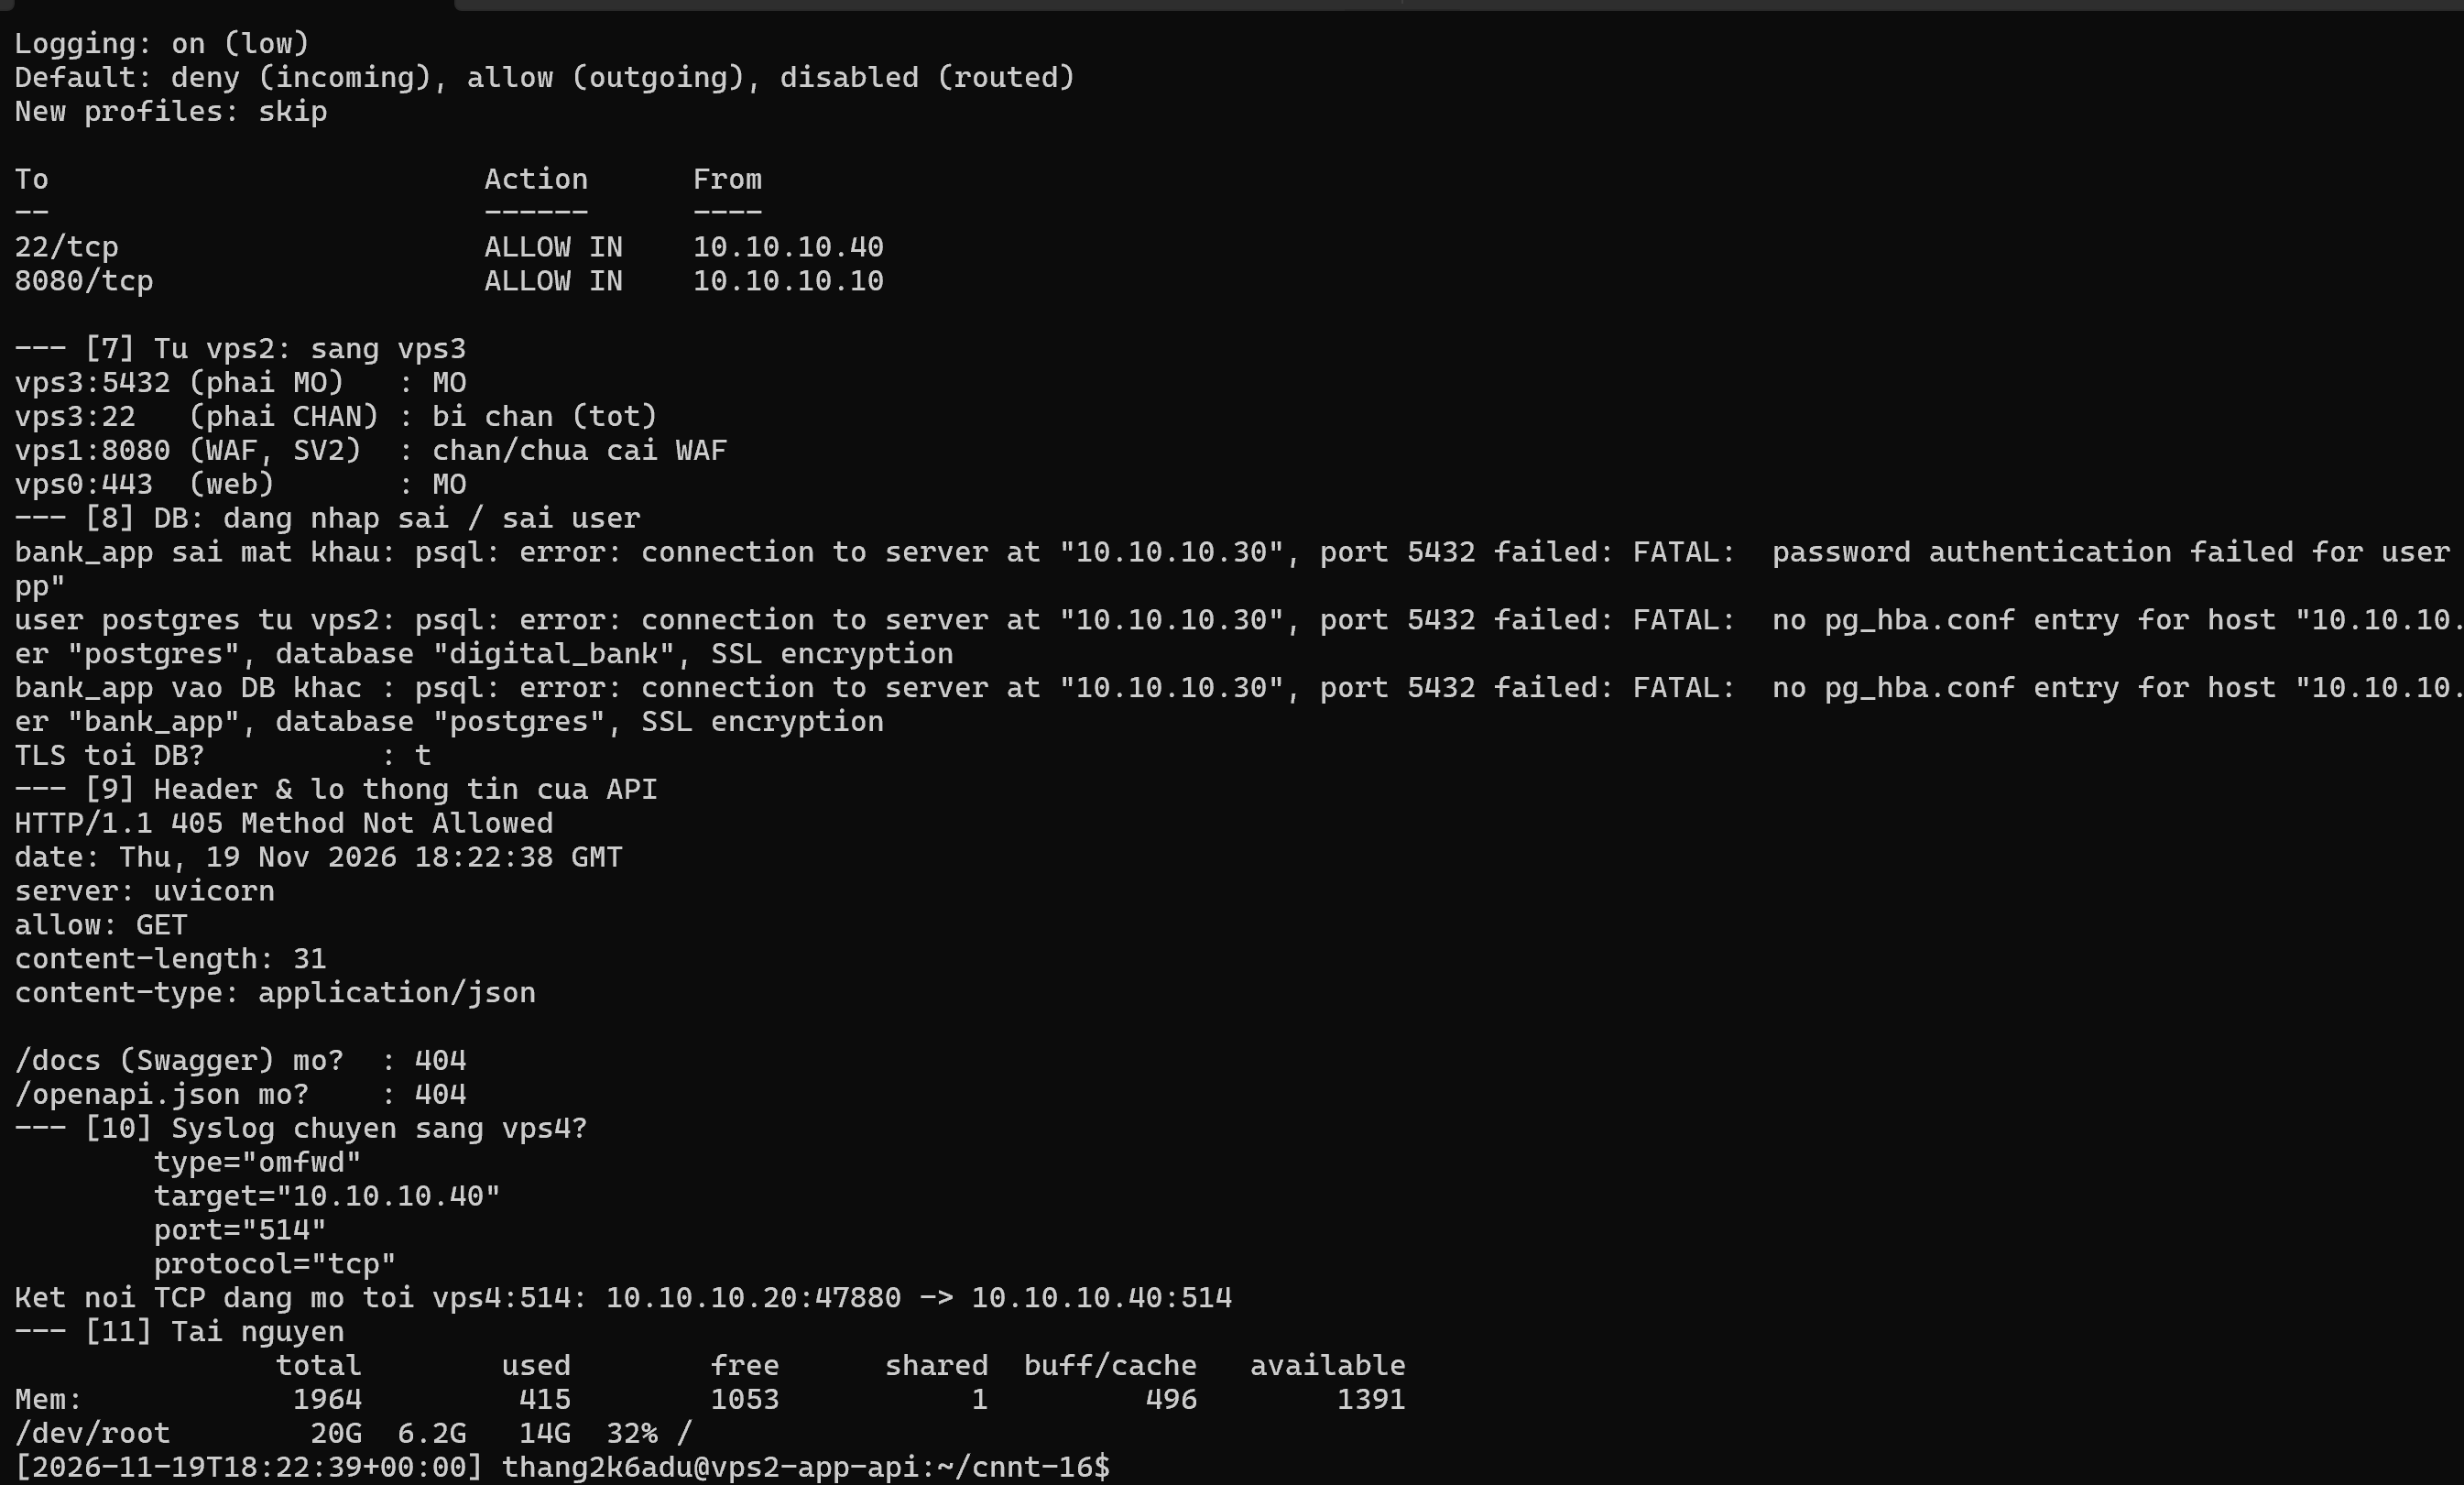 Logging: on (low)
Default: deny (incoming), allow (outgoing), disabled (routed)
New profiles: skip
To                         Action      From
--                         ------      ----
22/tcp                     ALLOW IN    10.10.10.40
8080/tcp                   ALLOW IN    10.10.10.10
--- [7] Tu vps2: sang vps3
vps3:5432 (phai MO)   : MO
vps3:22   (phai CHAN) : bi chan (tot)
vps1:8080 (WAF, SV2)  : chan/chua cai WAF
vps0:443  (web)       : MO
--- [8] DB: dang nhap sai / sai user
bank_app sai mat khau: psql: error: connection to server at "10.10.10.30", port 5432 failed: FATAL:  password authentication failed for user
pp"
user postgres tu vps2: psql: error: connection to server at "10.10.10.30", port 5432 failed: FATAL:  no pg_hba.conf entry for host "10.10.10.
er "postgres", database "digital_bank", SSL encryption
bank_app vao DB khac : psql: error: connection to server at "10.10.10.30", port 5432 failed: FATAL:  no pg_hba.conf entry for host "10.10.10.
er "bank_app", database "postgres", SSL encryption
TLS toi DB?          : t
--- [9] Header & lo thong tin cua API
HTTP/1.1 405 Method Not Allowed
date: Thu, 19 Nov 2026 18:22:38 GMT
server: uvicorn
allow: GET
content-length: 31
content-type: application/json
/docs (Swagger) mo?  : 404
/openapi.json mo?    : 404
--- [10] Syslog chuyen sang vps4?
        type="omfwd"
        target="10.10.10.40"
        port="514"
        protocol="tcp"
Ket noi TCP dang mo toi vps4:514: 10.10.10.20:47880 -> 10.10.10.40:514
--- [11] Tai nguyen
               total        used        free      shared  buff/cache   available
Mem:            1964         415        1053           1         496        1391
/dev/root        20G  6.2G   14G  32% /
[2026-11-19T18:22:39+00:00] thang2k6adu@vps2-app-api:~/cnnt-16$